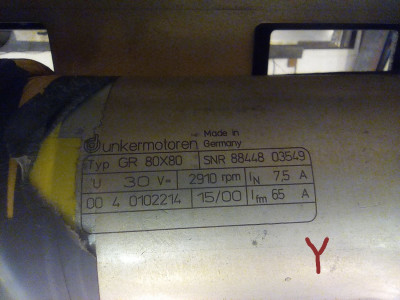 Dunkermotoren Made in
Germany
Typ GR 80X80 SNR 88448 03549
U 30 V= 2910 rpm IN 7,5 A
00 4 0102214 15/00 Ifm 65 A
Y